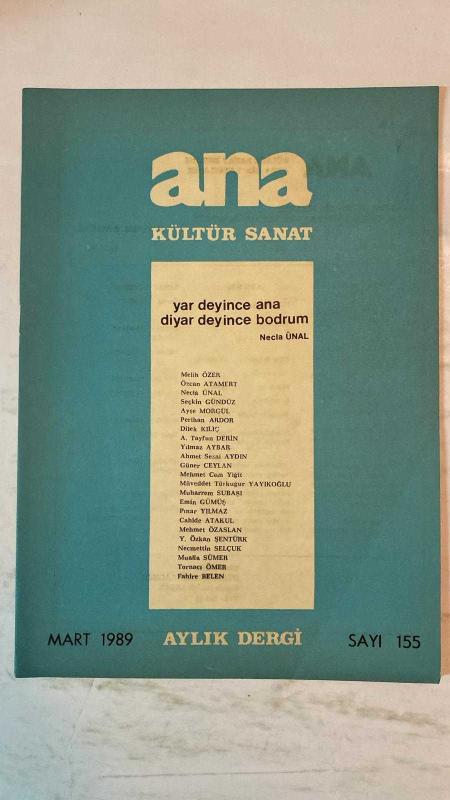 ana
KÜLTÜR SANAT
yar deyince ana
diyar deyince bodrum
Necla ÜNAL
Melih ÖZER
Özcan ATAMERT
Necla ÜNAL
Seçkin GÜNDÜZ
Ayşe MORGÜL
Perihan ARDOR
Dilek KILIÇ
A. Tayfun DERİN
Yılmaz AYBAR
Ahmet Sezai AYDIN
Güner CEYLAN
Mehmet Can Yiğit
Müveddet Türkuğur YAYIKOĞLU
Muharrem SUBAŞI
Emin GÜMÜŞ
Pınar YILMAZ
Cahide ATAKUL
Mehmet ÖZASLAN
Y. Özkan ŞENTÜRK
Necmettin SELÇUK
Mualla SÜMER
Tornacı ÖMER
Fahire BELEN
MART 1989 AYLIK DERGİ SAYI 155